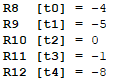 R8 [t0] = -4
R9 [t1] = -5
R10 [t2] = 0
R11 [t3] = -1
R12 [t4] = -8